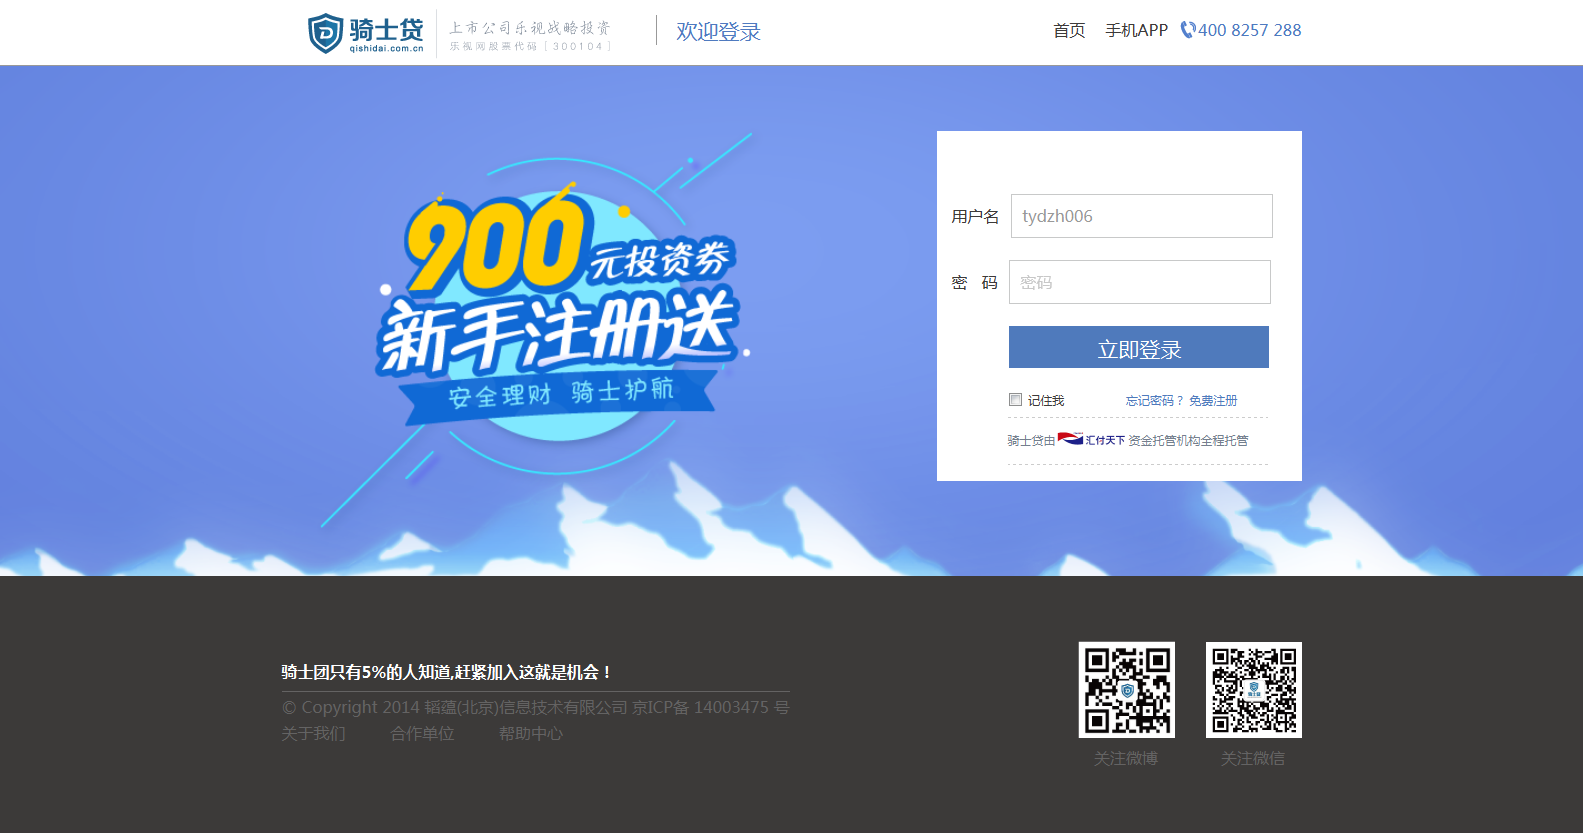 骑士贷
qishidai.com.cn
上市公司乐视战略投资
乐视网股票代码 [ 300104 ]
欢迎登录
首页 手机APP 400 8257 288
900元投资券
新手注册送
安全理财 骑士护航
用户名 tydzh006
密 码 密码
立即登录
记住我 忘记密码? 免费注册
骑士贷由 汇付天下 资金托管机构全程托管
骑士团只有5%的人知道,赶紧加入这就是机会!
© Copyright 2014 韬蕴(北京)信息技术有限公司 京ICP备 14003475 号
关于我们 合作单位 帮助中心
关注微博 关注微信